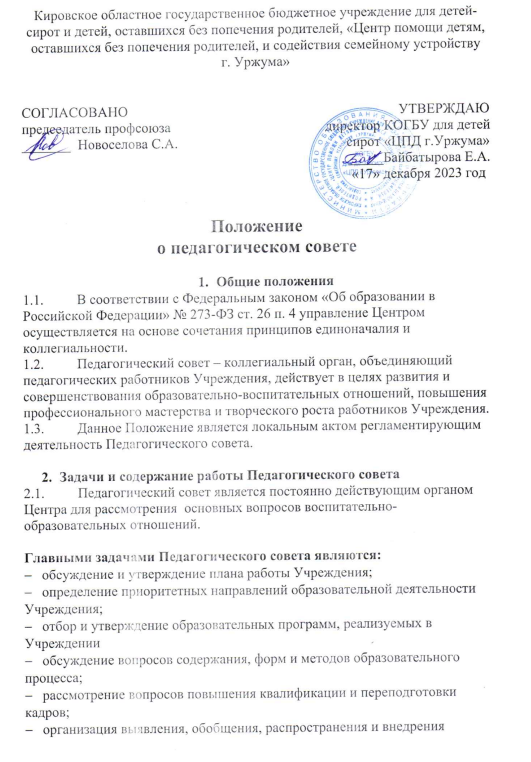 Кировское областное государственное бюджетное учреждение для детей-
сирот и детей, оставшихся без попечения родителей, «Центр помощи детям,
оставшихся без попечения родителей, и содействия семейному устройству
г. Уржума»
СОГЛАСОВАНО
председатель профсоюза
Новоселова С.А.
УТВЕРЖДАЮ
директор КОГБУ для детей
сирот «ЦПД г.Уржума»
Байбатырова Е.А.
«17» декабря 2023 год
Положение
о педагогическом совете
1. Общие положения
1.1. В соответствии с Федеральным законом «Об образовании в
Российской Федерации» № 273-ФЗ ст. 26 п. 4 управление Центром
осуществляется на основе сочетания принципов единоначалия и
коллегиальности.
1.2. Педагогический совет – коллегиальный орган, объединяющий
педагогических работников Учреждения, действует в целях развития и
совершенствования образовательно-воспитательных отношений, повышения
профессионального мастерства и творческого роста работников Учреждения.
1.3. Данное Положение является локальным актом регламентирующим
деятельность Педагогического совета.
2. Задачи и содержание работы Педагогического совета
2.1. Педагогический совет является постоянно действующим органом
Центра для рассмотрения основных вопросов воспитательно-
образовательных отношений.
Главными задачами Педагогического совета являются:
– обсуждение и утверждение плана работы Учреждения;
– определение приоритетных направлений образовательной деятельности
Учреждения;
– отбор и утверждение образовательных программ, реализуемых в
Учреждении
– обсуждение вопросов содержания, форм и методов образовательного
процесса;
– рассмотрение вопросов повышения квалификации и переподготовки
кадров;
– организация выявления, обобщения, распространения и внедрения